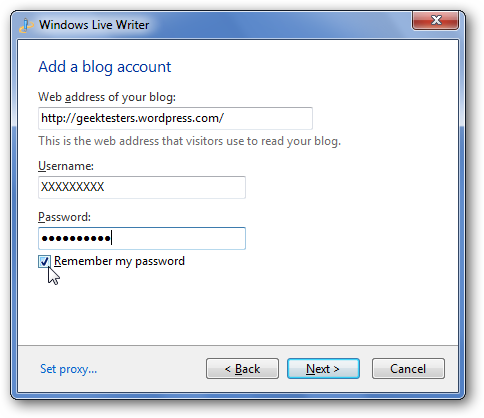 Windows Live Writer
Add a blog account
Web address of your blog:
http://geektesters.wordpress.com/
This is the web address that visitors use to read your blog.
Username:
XXXXXXXXX
Password:
●●●●●●●●●●
Remember my password
Set proxy...
< Back
Next >
Cancel